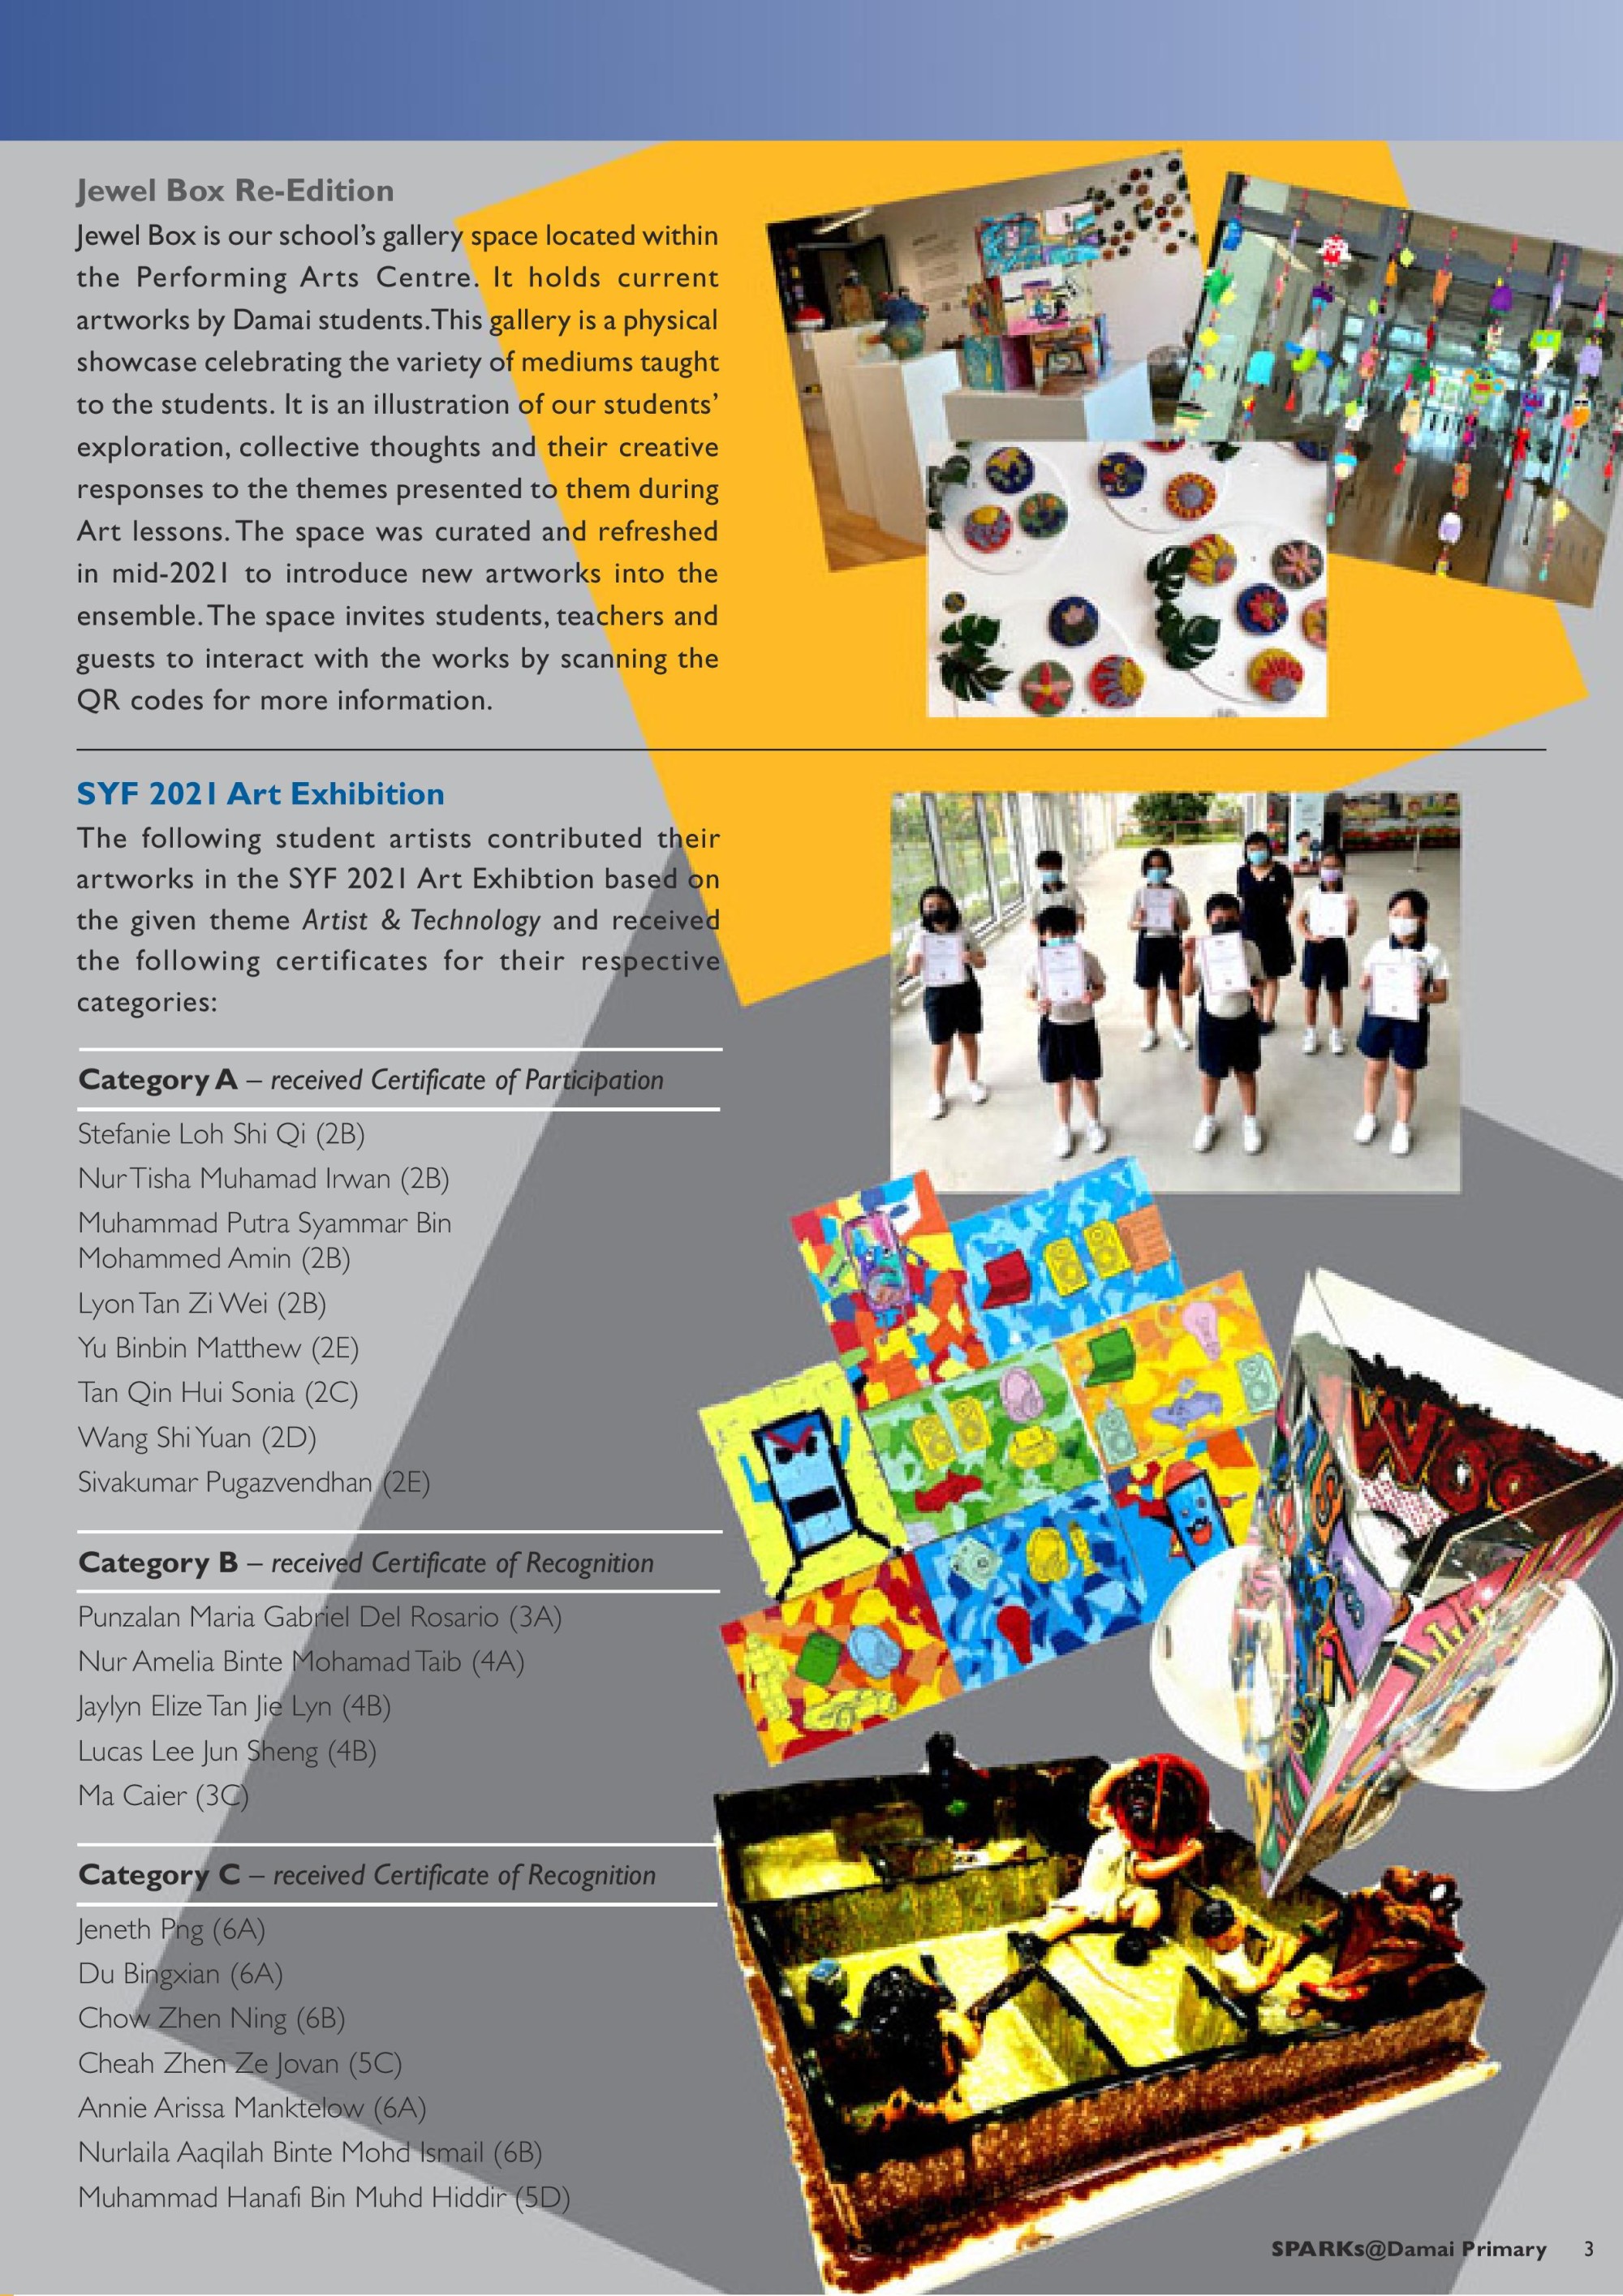 Jewel Box Re-Edition
Jewel Box is our school’s gallery space located within
the Performing Arts Centre. It holds current
artworks by Damai students. This gallery is a physical
showcase celebrating the variety of mediums taught
to the students. It is an illustration of our students’
exploration, collective thoughts and their creative
responses to the themes presented to them during
Art lessons. The space was curated and refreshed
in mid-2021 to introduce new artworks into the
ensemble. The space invites students, teachers and
guests to interact with the works by scanning the
QR codes for more information.
SYF 2021 Art Exhibition
The following student artists contributed their
artworks in the SYF 2021 Art Exhibtion based on
the given theme Artist & Technology and received
the following certificates for their respective
categories:
Category A – received Certificate of Participation
Stefanie Loh Shi Qi (2B)
Nur Tisha Muhamad Irwan (2B)
Muhammad Putra Syammar Bin
Mohammed Amin (2B)
Lyon Tan Zi Wei (2B)
Yu Binbin Matthew (2E)
Tan Qin Hui Sonia (2C)
Wang Shi Yuan (2D)
Sivakumar Pugazvendhan (2E)
Category B – received Certificate of Recognition
Punzalan Maria Gabriel Del Rosario (3A)
Nur Amelia Binte Mohamad Taib (4A)
Jaylyn Elize Tan Jie Lyn (4B)
Lucas Lee Jun Sheng (4B)
Ma Caier (3C)
Category C – received Certificate of Recognition
Jeneth Png (6A)
Du Bingxian (6A)
Chow Zhen Ning (6B)
Cheah Zhen Ze Jovan (5C)
Annie Arissa Manktelow (6A)
Nurlaila Aaqilah Binte Mohd Ismail (6B)
Muhammad Hanafi Bin Muhd Hiddir (5D)
SPARKs@Damai Primary 3